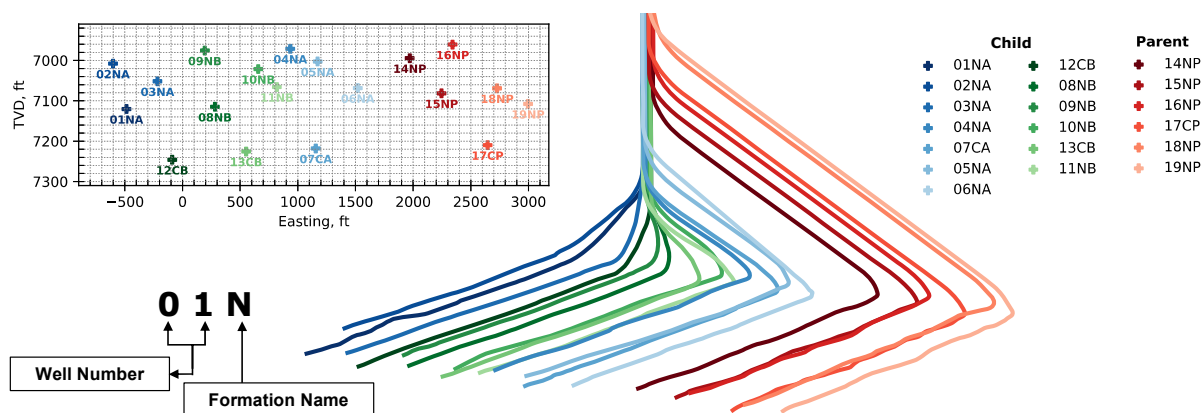 TVD, ft
7000
7100
7200
7300
02NA
01NA
03NA
12CB
09NB
08NB
10NB
11NB
13CB
04NA
05NA
06NA
07CA
14NP
15NP
16NP
18NP
19NP
17CP
−500 0 500 1000 1500 2000 2500 3000
Easting, ft
Child
01NA
02NA
03NA
04NA
07CA
05NA
06NA
12CB
08NB
09NB
10NB
13CB
11NB
Parent
14NP
15NP
16NP
17CP
18NP
19NP
0 1 N
Well Number
Formation Name